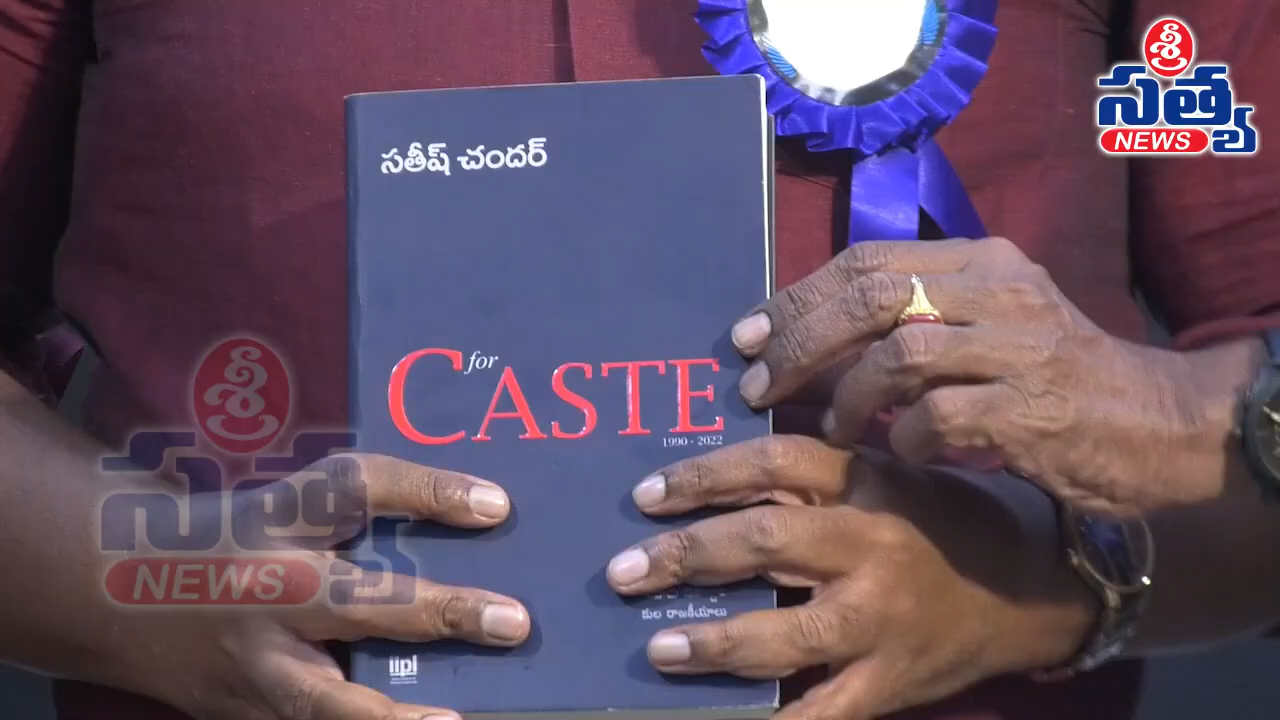 శ్రీ
సత్య
NEWS
సతీష్ చందర్
C for CASTE
1990 - 2022
శ్రీ
సత్య
NEWS
కుల రాజకీయాలు
iipl